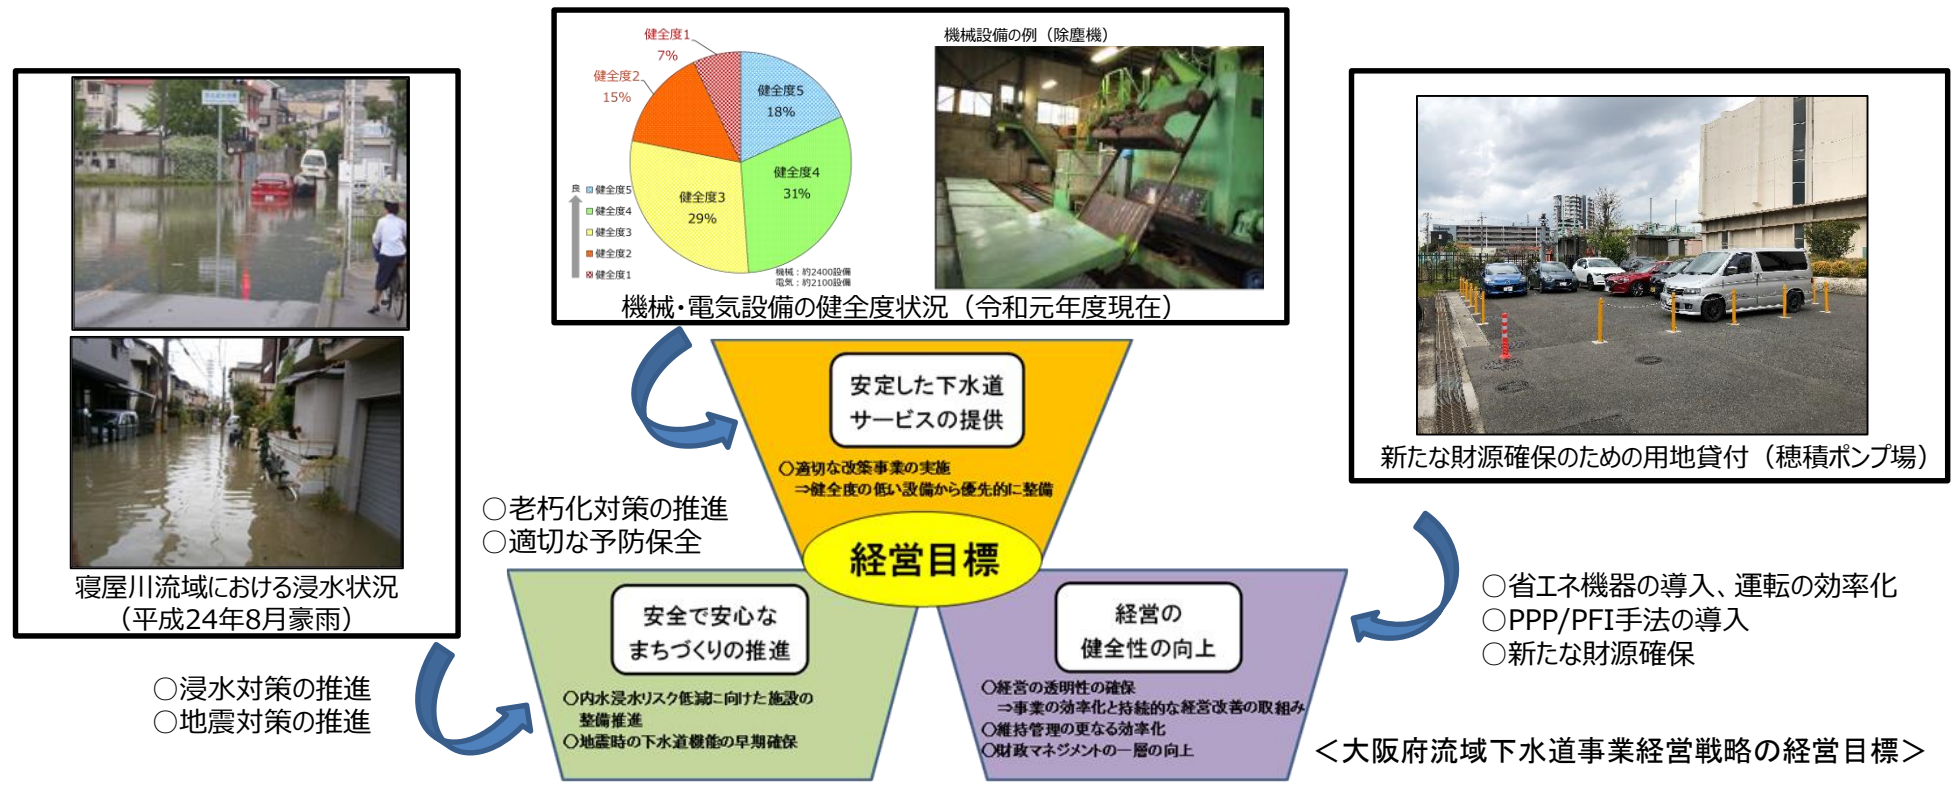 健全度1
7%
健全度2
15%
健全度5
18%
健全度4
31%
健全度3
29%
良
健全度5
健全度4
健全度3
健全度2
健全度1
機械：約2400設備
電気：約2100設備
機械設備の例（除塵機）
機械・電気設備の健全度状況（令和元年度現在）
寝屋川流域における浸水状況
（平成24年8月豪雨）
新たな財源確保のための用地貸付（穂積ポンプ場）
安定した下水道
サービスの提供
○適切な改築事業の実施
⇒健全度の低い設備から優先的に整備
○老朽化対策の推進
○適切な予防保全
経営目標
安全で安心な
まちづくりの推進
○内水浸水リスク低減に向けた施設の
整備推進
○地震時の下水道機能の早期確保
○浸水対策の推進
○地震対策の推進
経営の
健全性の向上
○経営の透明性の確保
⇒事業の効率化と持続的な経営改善の取組み
○維持管理の更なる効率化
○財政マネジメントの一層の向上
○省エネ機器の導入、運転の効率化
○PPP/PFI手法の導入
○新たな財源確保
＜大阪府流域下水道事業経営戦略の経営目標＞